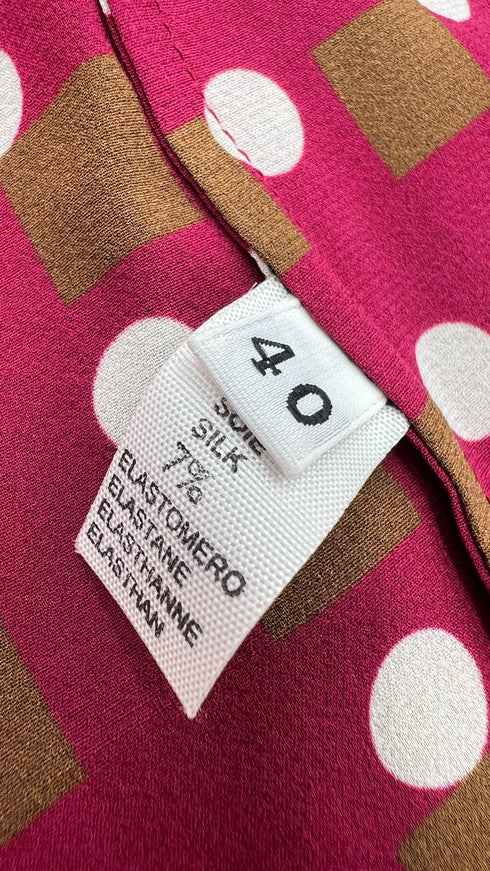 40
SOIE
SILK
7%
ELASTOMERO
ELASTANE
ELASTHANNE
ELASTHAN